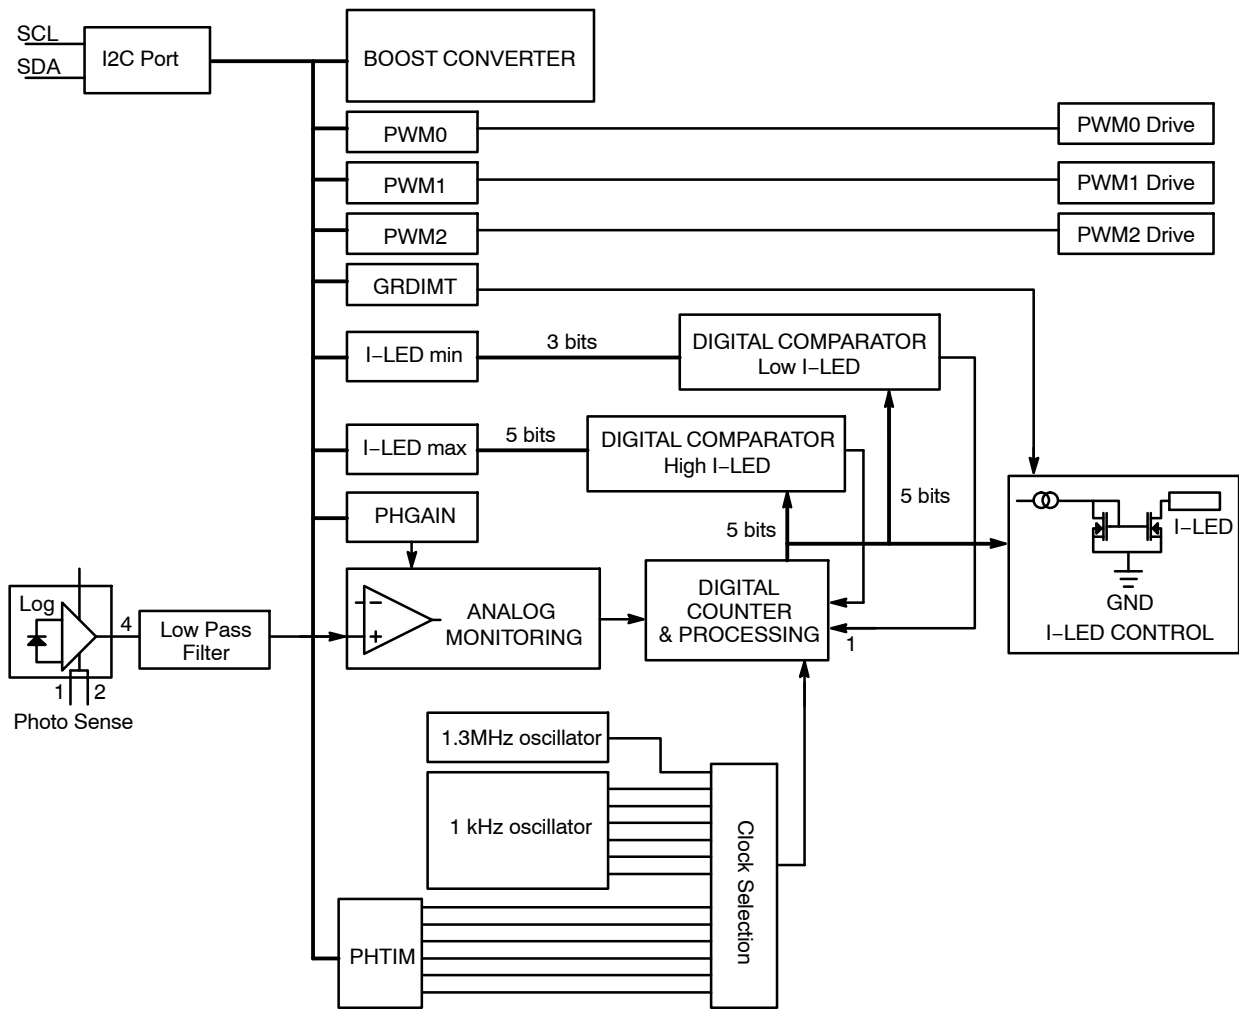 SCL
SDA
I2C Port
BOOST CONVERTER
PWM0
PWM0 Drive
PWM1
PWM1 Drive
PWM2
PWM2 Drive
GRDIMT
I−LED min
3 bits
DIGITAL COMPARATOR
Low I−LED
I−LED max
5 bits
DIGITAL COMPARATOR
High I−LED
PHGAIN
5 bits
5 bits
I−LED
GND
I−LED CONTROL
Log
4
Low Pass
Filter
−
+
ANALOG
MONITORING
DIGITAL
COUNTER
& PROCESSING
1
1
2
Photo Sense
1.3MHz oscillator
1 kHz oscillator
Clock Selection
PHTIM